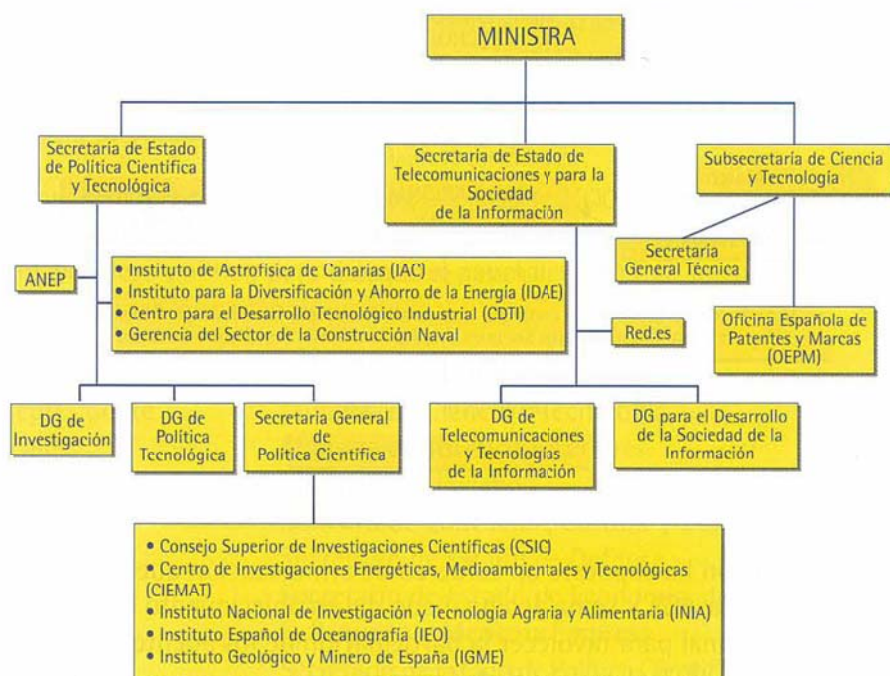 MINISTRA
Secretaría de Estado
de Política Científica
y Tecnológica
Secretaría de Estado de
Telecomunicaciones y para la
Sociedad
de la Información
Subsecretaría de Ciencia
y Tecnología
Secretaría
General Técnica
ANEP
• Instituto de Astrofísica de Canarias (IAC)
• Instituto para la Diversificación y Ahorro de la Energía (IDAE)
• Centro para el Desarrollo Tecnológico Industrial (CDTI)
• Gerencia del Sector de la Construcción Naval
Red.es
Oficina Española de
Patentes y Marcas
(OEPM)
DG de
Investigación
DG de
Política
Tecnológica
Secretaría General
de
Política Científica
DG de
Telecomunicaciones
y Tecnologías
de la Información
DG para el Desarrollo
de la Sociedad de la
Información
• Consejo Superior de Investigaciones Científicas (CSIC)
• Centro de Investigaciones Energéticas, Medioambientales y Tecnológicas
(CIEMAT)
• Instituto Nacional de Investigación y Tecnología Agraria y Alimentaria (INIA)
• Instituto Español de Oceanografía (IEO)
• Instituto Geológico y Minero de España (IGME)